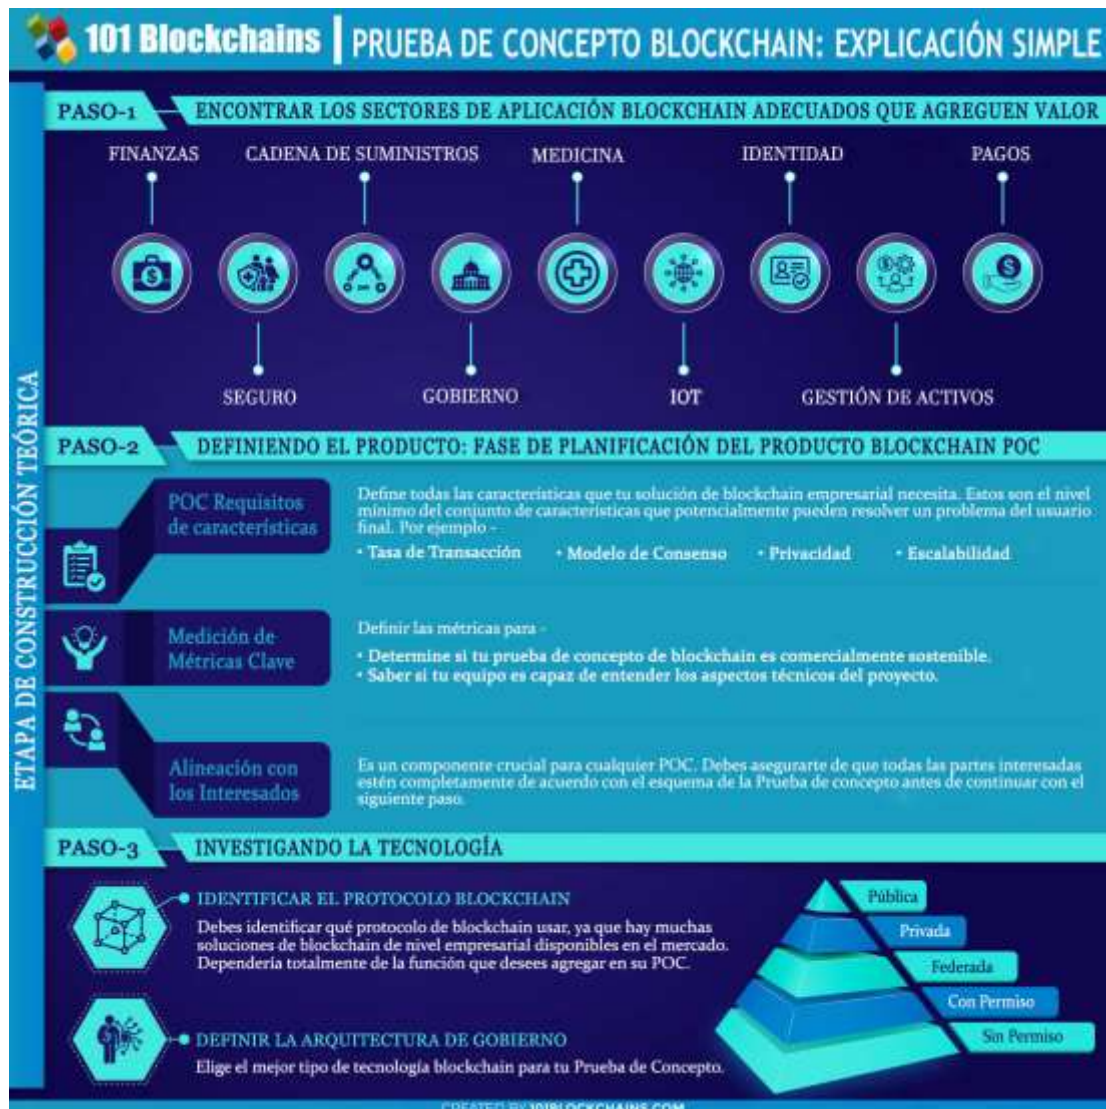 101 Blockchains | PRUEBA DE CONCEPTO BLOCKCHAIN: EXPLICACIÓN SIMPLE
ETAPA DE CONSTRUCCIÓN TEÓRICA
PASO-1 ENCONTRAR LOS SECTORES DE APLICACIÓN BLOCKCHAIN ADECUADOS QUE AGREGUEN VALOR
FINANZAS CADENA DE SUMINISTROS MEDICINA IDENTIDAD PAGOS
SEGURO GOBIERNO IOT GESTIÓN DE ACTIVOS
PASO-2 DEFINIENDO EL PRODUCTO: FASE DE PLANIFICACIÓN DEL PRODUCTO BLOCKCHAIN POC
POC Requisitos
de características
Define todas las características que tu solución de blockchain empresarial necesita. Estos son el nivel
mínimo del conjunto de características que potencialmente pueden resolver un problema del usuario
final. Por ejemplo -
• Tasa de Transacción • Modelo de Consenso • Privacidad • Escalabilidad
Medición de
Métricas Clave
Definir las métricas para -
• Determine si tu prueba de concepto de blockchain es comercialmente sostenible.
• Saber si tu equipo es capaz de entender los aspectos técnicos del proyecto.
Alineación con
los Interesados
Es un componente crucial para cualquier POC. Debes asegurarte de que todas las partes interesadas
estén completamente de acuerdo con el esquema de la Prueba de concepto antes de continuar con el
siguiente paso.
PASO-3 INVESTIGANDO LA TECNOLOGÍA
IDENTIFICAR EL PROTOCOLO BLOCKCHAIN
Debes identificar qué protocolo de blockchain usar, ya que hay muchas
soluciones de blockchain de nivel empresarial disponibles en el mercado.
Dependería totalmente de la función que desees agregar en su POC.
DEFINIR LA ARQUITECTURA DE GOBIERNO
Elige el mejor tipo de tecnología blockchain para tu Prueba de Concepto.
Pública
Privada
Federada
Con Permiso
Sin Permiso
CREATED BY 101BLOCKCHAINS.COM